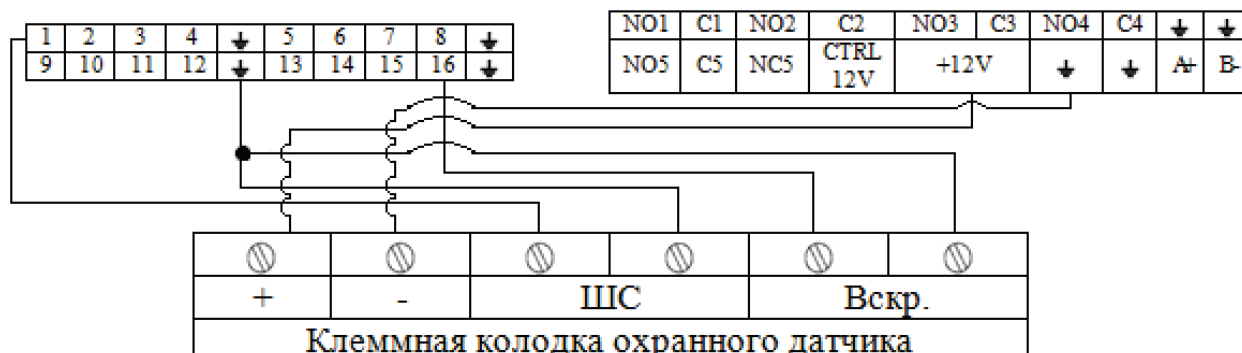 1 2 3 4 5 6 7 8
9 10 11 12 13 14 15 16
NO1 C1 NO2 C2 NO3 C3 NO4 C4
NO5 C5 NC5 CTRL 12V +12V A+ B-
+ - ШС Вскр.
Клеммная колодка охранного датчика